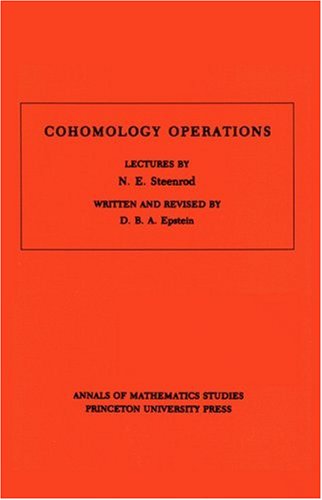 COHOMOLOGY OPERATIONS
LECTURES BY
N. E. Steenrod
WRITTEN AND REVISED BY
D. B. A. Epstein
ANNALS OF MATHEMATICS STUDIES
PRINCETON UNIVERSITY PRESS